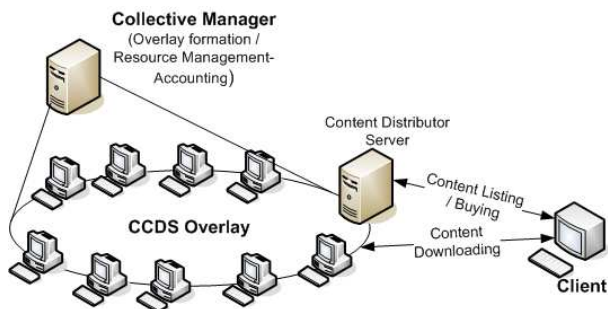 Collective Manager
(Overlay formation /
Resource Management-
Accounting)
Content Distributor
Server
Content Listing
/ Buying
CCDS Overlay
Content
Downloading
Client